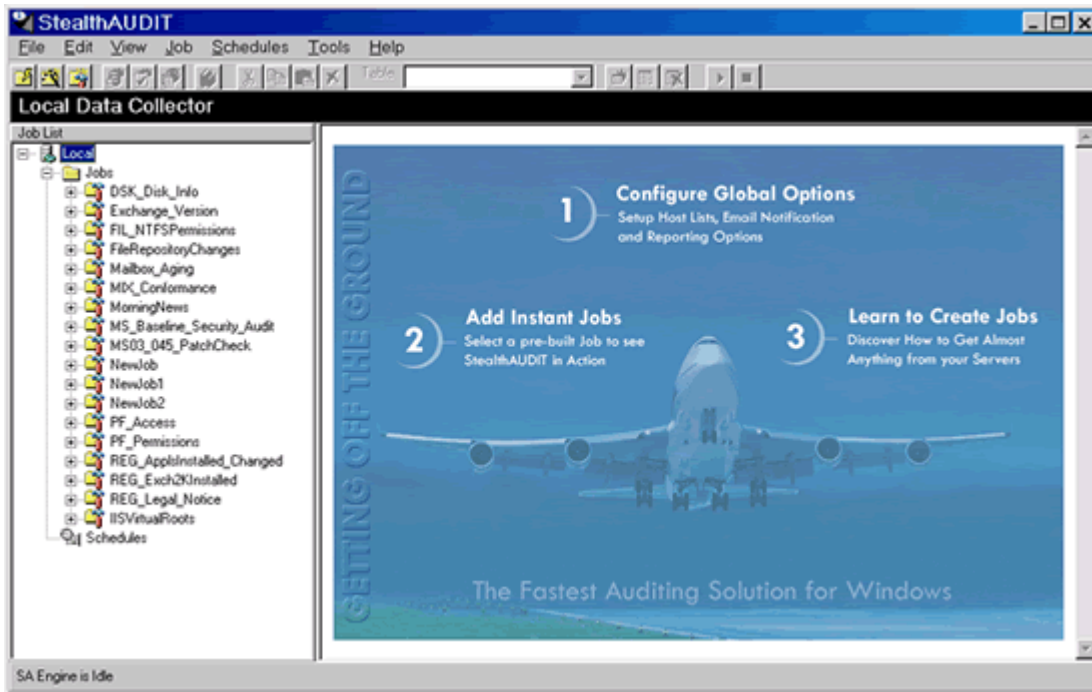 StealthAUDIT
File Edit View Job Schedules Tools Help
Table
Local Data Collector
Job List
Local
Jobs
DSK_Disk_Info
Exchange_Version
FIL_NTFSPermissions
FileRepositoryChanges
Mailbox_Aging
MIX_Conformance
MorningNews
MS_Baseline_Security_Audit
MS03_045_PatchCheck
NewJob
NewJob1
NewJob2
PF_Access
PF_Permissions
REG_ApplsInstalled_Changed
REG_Exch2KInstalled
REG_Legal_Notice
IISVirtualRoots
Schedules
GETTING OFF THE GROUND
1
Configure Global Options
Setup Host Lists, Email Notification
and Reporting Options
2
Add Instant Jobs
Select a pre-built Job to see
StealthAUDIT in Action
3
Learn to Create Jobs
Discover How to Get Almost
Anything from your Servers
The Fastest Auditing Solution for Windows
SA Engine is Idle